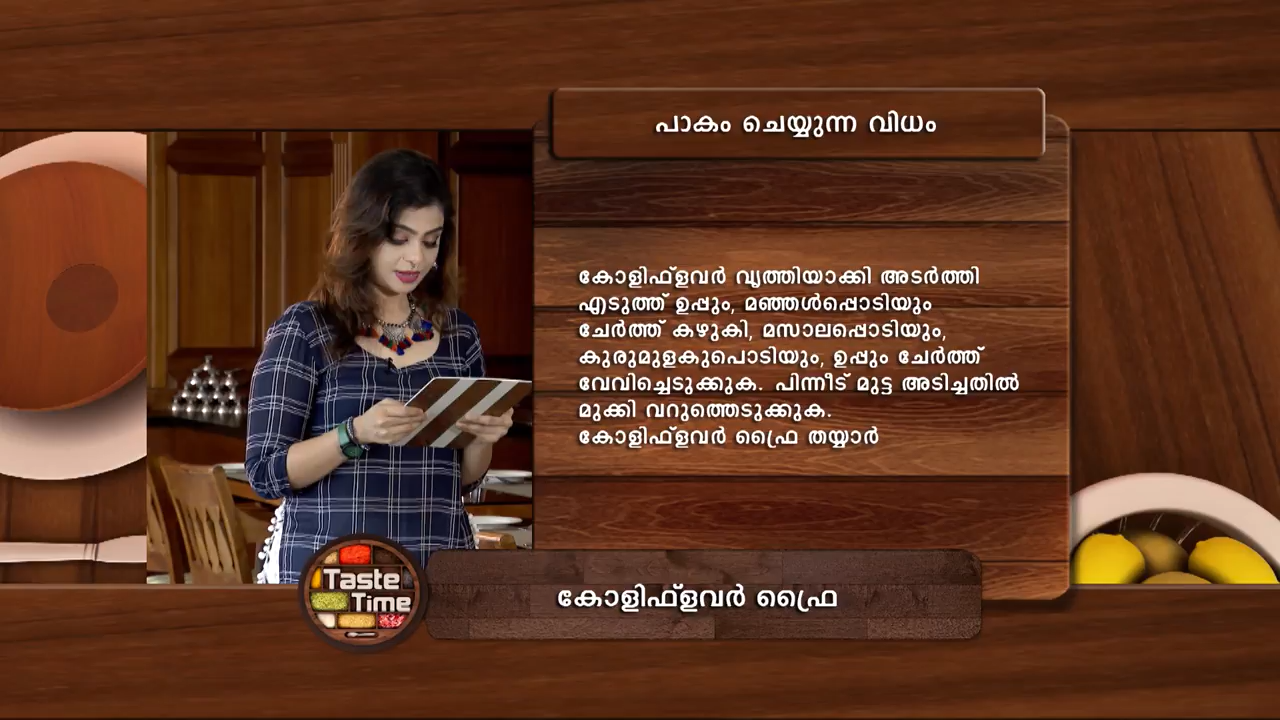 പാകം ചെയ്യുന്ന വിധം
കോളിഫ്ളവർ വൃത്തിയാക്കി അടർത്തി
എടുത്ത് ഉപ്പും, മഞ്ഞൾപ്പൊടിയും
ചേർത്ത് കഴുകി, മസാലപ്പൊടിയും,
കുരുമുളകുപൊടിയും, ഉപ്പും ചേർത്ത്
വേവിച്ചെടുക്കുക. പിന്നീട് മുട്ട അടിച്ചതിൽ
മുക്കി വറുത്തെടുക്കുക.
കോളിഫ്ളവർ ഫ്രൈ തയ്യാർ
Taste
Time
കോളിഫ്ളവർ ഫ്രൈ